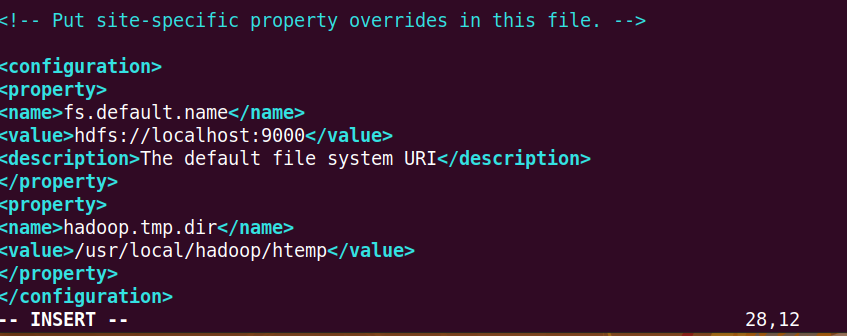 <!-- Put site-specific property overrides in this file. -->
<configuration>
<property>
<name>fs.default.name</name>
<value>hdfs://localhost:9000</value>
<description>The default file system URI</description>
</property>
<property>
<name>hadoop.tmp.dir</name>
<value>/usr/local/hadoop/htemp</value>
</property>
</configuration>
-- INSERT -- 28,12